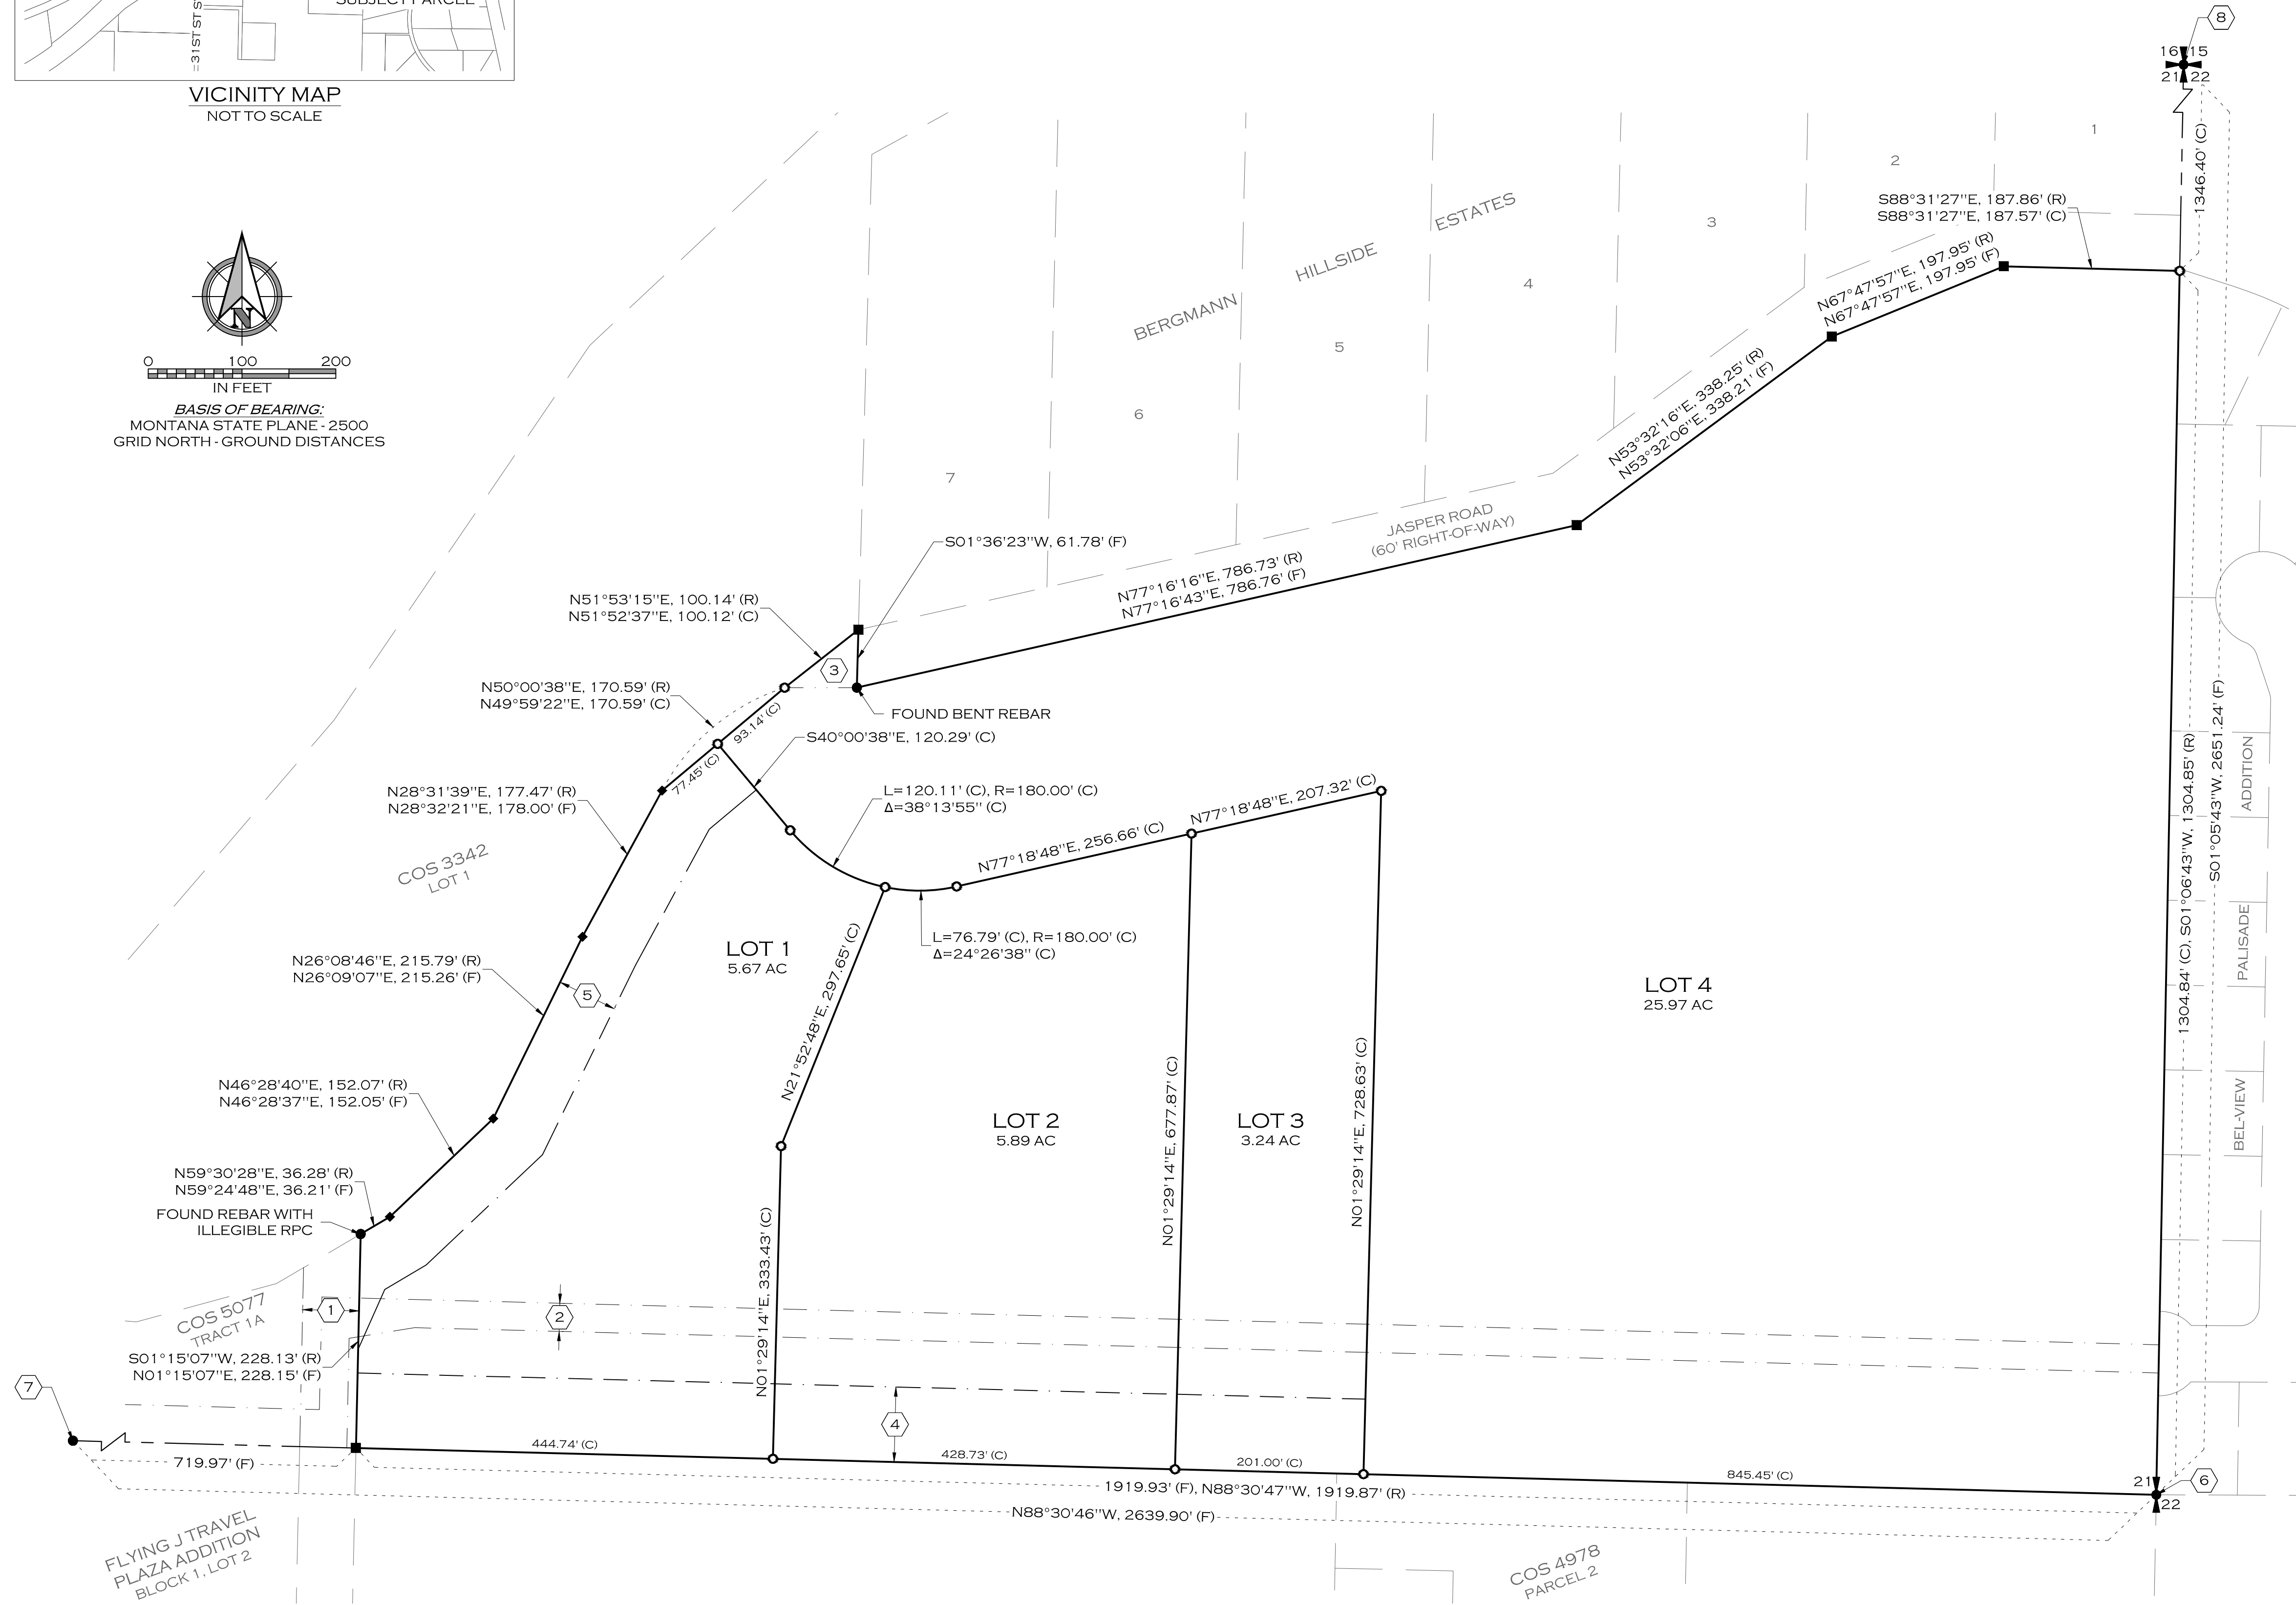 31ST ST S
SUBJECT PARCEL
VICINITY MAP
NOT TO SCALE
8
16 15
21 22
1346.40' (C)
N
0 100 200
IN FEET
BASIS OF BEARING:
MONTANA STATE PLANE - 2500
GRID NORTH - GROUND DISTANCES
BERGMANN HILLSIDE ESTATES
1
2
3
4
5
6
7
S88°31'27"E, 187.86' (R)
S88°31'27"E, 187.57' (C)
N67°47'57"E, 197.95' (R)
N67°47'57"E, 197.95' (F)
N53°32'16"E, 338.25' (R)
N53°32'06"E, 338.21' (F)
JASPER ROAD
(60' RIGHT-OF-WAY)
N77°16'16"E, 786.73' (R)
N77°16'43"E, 786.76' (F)
S01°36'23"W, 61.78' (F)
N51°53'15"E, 100.14' (R)
N51°52'37"E, 100.12' (C)
3
N50°00'38"E, 170.59' (R)
N49°59'22"E, 170.59' (C)
FOUND BENT REBAR
93.14' (C)
77.45' (C)
S40°00'38"E, 120.29' (C)
N28°31'39"E, 177.47' (R)
N28°32'21"E, 178.00' (F)
L=120.11' (C), R=180.00' (C)
Δ=38°13'55" (C)
N77°18'48"E, 256.66' (C)
N77°18'48"E, 207.32' (C)
COS 3342
LOT 1
L=76.79' (C), R=180.00' (C)
Δ=24°26'38" (C)
LOT 1
5.67 AC
N26°08'46"E, 215.79' (R)
N26°09'07"E, 215.26' (F)
5
N21°52'48"E, 297.65' (C)
LOT 4
25.97 AC
1304.84' (C), S01°06'43"W, 1304.85' (R)
S01°05'43"W, 2651.24' (F)
BEL-VIEW PALISADE ADDITION
N46°28'40"E, 152.07' (R)
N46°28'37"E, 152.05' (F)
LOT 2
5.89 AC
N01°29'14"E, 677.87' (C)
LOT 3
3.24 AC
N01°29'14"E, 728.63' (C)
N59°30'28"E, 36.28' (R)
N59°24'48"E, 36.21' (F)
FOUND REBAR WITH
ILLEGIBLE RPC
N01°29'14"E, 333.43' (C)
COS 5077
TRACT 1A
1
2
S01°15'07"W, 228.13' (R)
N01°15'07"E, 228.15' (F)
7
4
719.97' (F)
444.74' (C)
428.73' (C)
201.00' (C)
845.45' (C)
1919.93' (F), N88°30'47"W, 1919.87' (R)
N88°30'46"W, 2639.90' (F)
21
22
6
FLYING J TRAVEL
PLAZA ADDITION
BLOCK 1, LOT 2
COS 4978
PARCEL 2